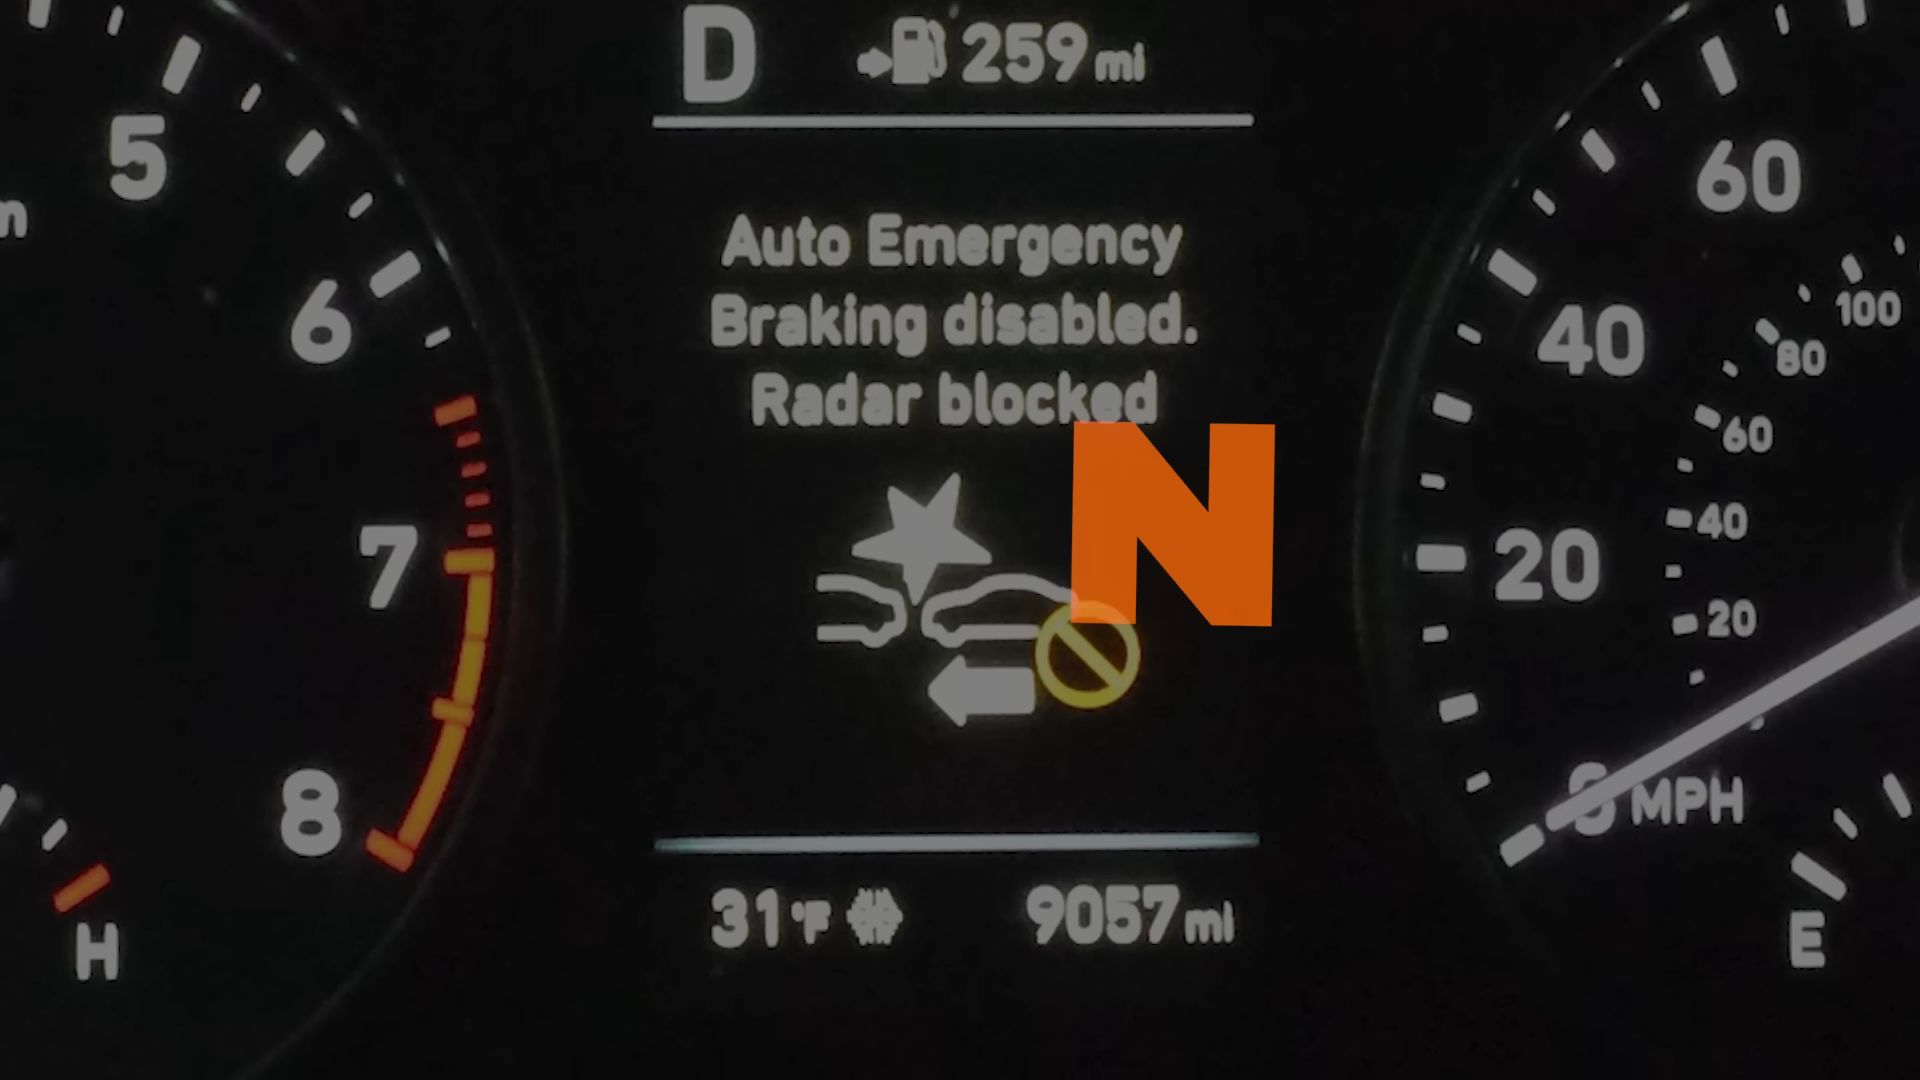 D 259 mi
5
60
m
Auto Emergency
Braking disabled.
Radar blocked
6
40
100
80
60
N
7
20
40
20
8
0 MPH
31°F 9057 mi
H
E